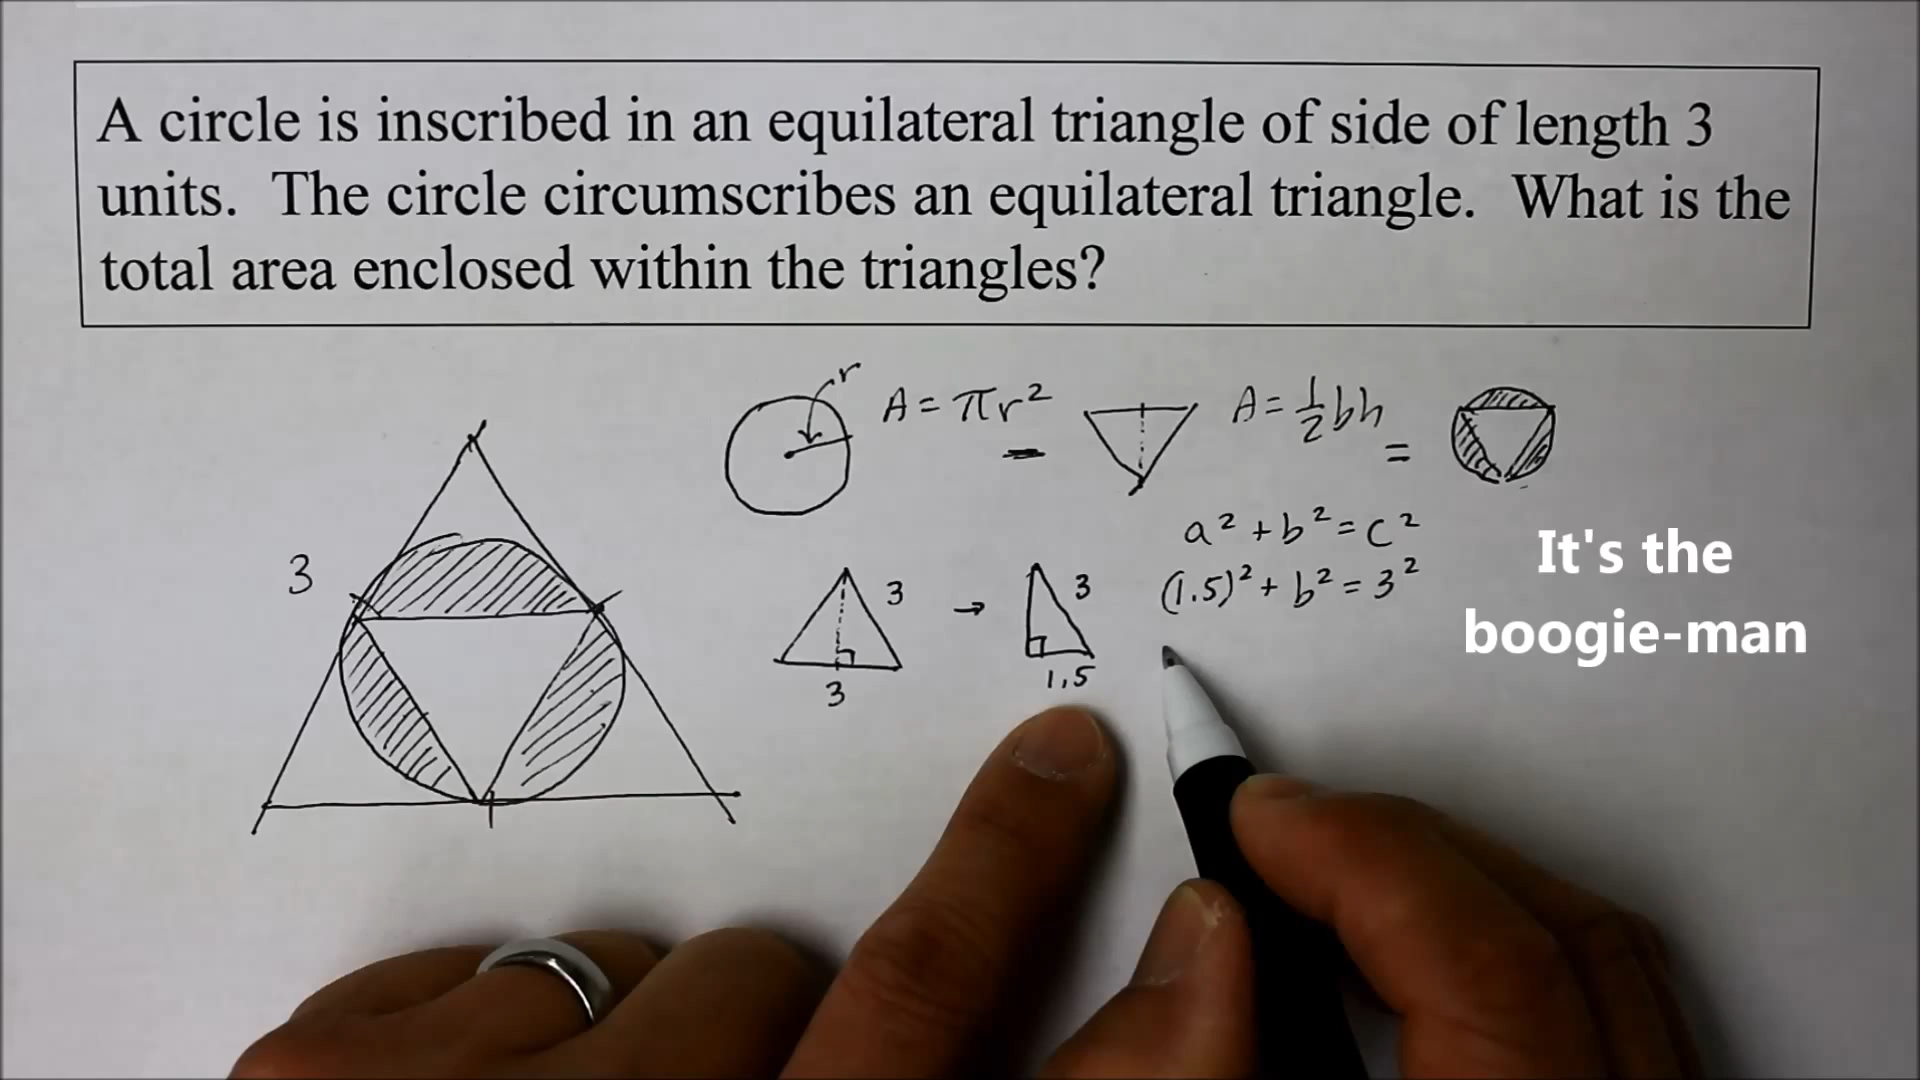 A circle is inscribed in an equilateral triangle of side of length 3
units. The circle circumscribes an equilateral triangle. What is the
total area enclosed within the triangles?
r
A = πr²
-
A = ½bh
=
3
3
3
→
3
1.5
a² + b² = c²
(1.5)² + b² = 3²
It's the
boogie-man